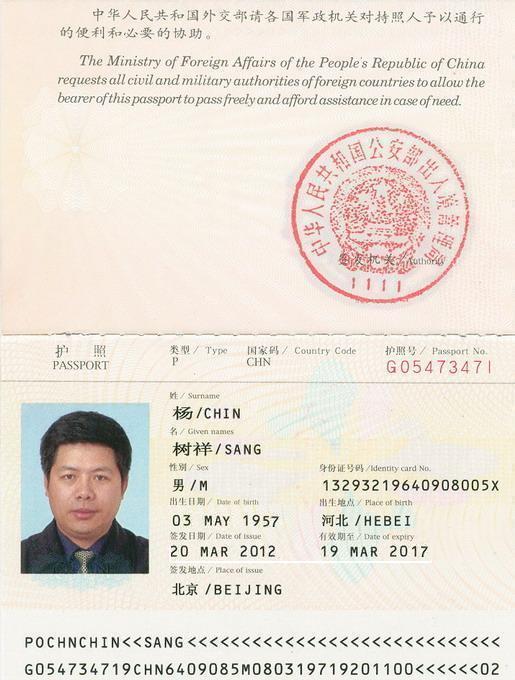 中华人民共和国外交部请各国军政机关对持照人予以通行
的便利和必要的协助。
The Ministry of Foreign Affairs of the People's Republic of China
requests all civil and military authorities of foreign countries to allow the
bearer of this passport to pass freely and afford assistance in case of need.
中华人民共和国公安部出入境管理局
签发机关 / Authority
1111
护照 类型 / Type 国家码 / Country Code 护照号 / Passport No.
PASSPORT P CHN G05473471
姓 / Surname
杨/CHIN
名 / Given names
树祥/SANG
性别 / Sex 身份证号码 /Identity card No.
男/M 13293219640908005X
出生日期 / Date of birth 出生地点 / Place of birth
03 MAY 1957 河北/HEBEI
签发日期 / Date of issue 有效期至 / Date of expiry
20 MAR 2012 19 MAR 2017
签发地点 / Place of issue
北京/BEIJING
POCHNCHIN<<SANG<<<<<<<<<<<<<<<<<<<<<<<<<<<<<
G054734719CHN6409085M080319719201100<<<<<<02